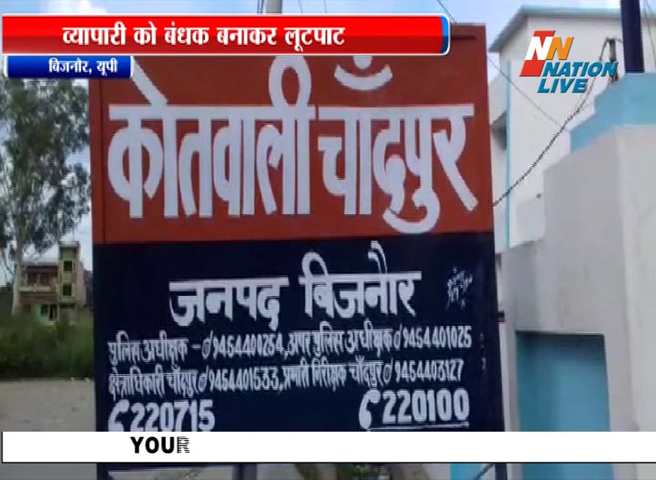 व्यापारी को बंधक बनाकर लूटपाट
बिजनौर, यूपी
NATION
LIVE
कोतवाली चाँदपुर
जनपद बिजनौर
पुलिस अधीक्षक - 9454401254, अपर पुलिस अधीक्षक 9454401025
क्षेत्राधिकारी चाँदपुर 9454401533, प्रभारी निरीक्षक चाँदपुर 9454403127
220715 220100
YOUR